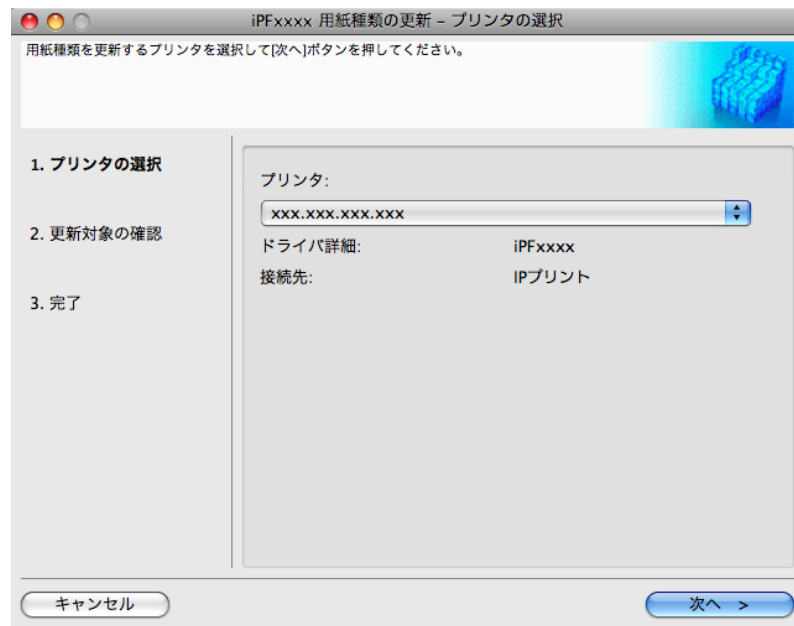 iPFxxxx 用紙種類の更新 – プリンタの選択
用紙種類を更新するプリンタを選択して[次へ]ボタンを押してください。
1. プリンタの選択
2. 更新対象の確認
3. 完了
プリンタ:
xxx.xxx.xxx.xxx
ドライバ詳細: iPFxxxx
接続先: IPプリント
キャンセル 次へ >